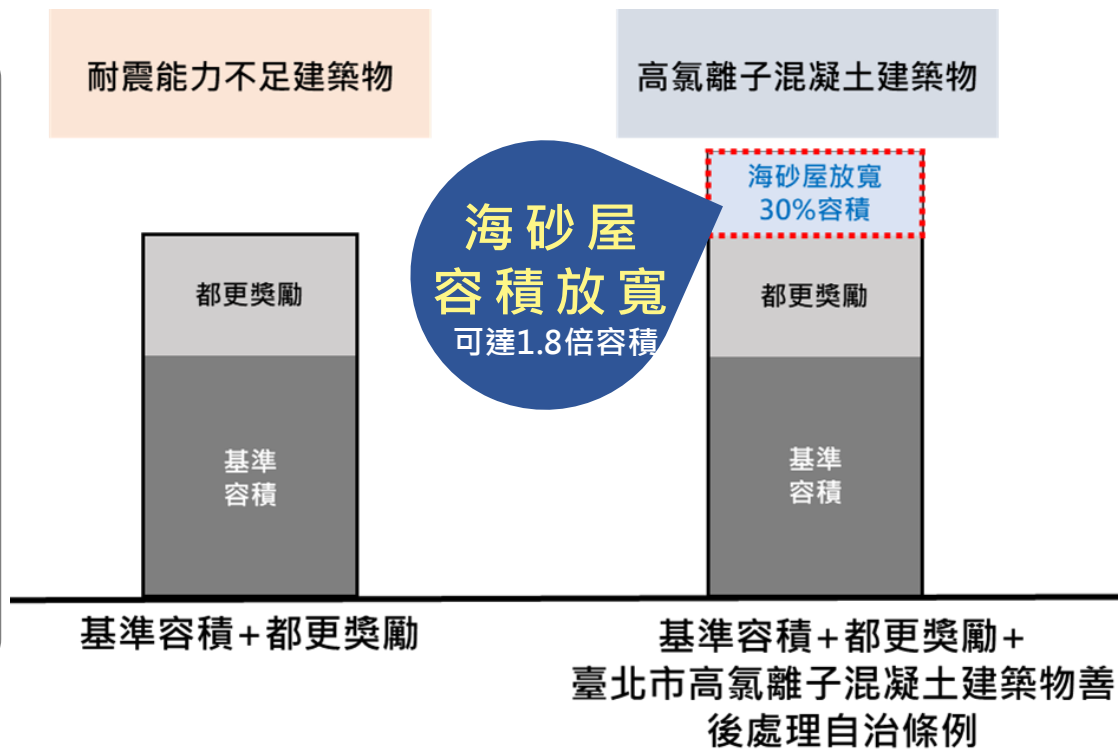 耐震能力不足建築物
高氯離子混凝土建築物
海砂屋
容積放寬
可達1.8倍容積
海砂屋放寬
30%容積
都更獎勵
都更獎勵
基準
容積
基準
容積
基準容積+都更獎勵
基準容積+都更獎勵+
臺北市高氯離子混凝土建築物善
後處理自治條例